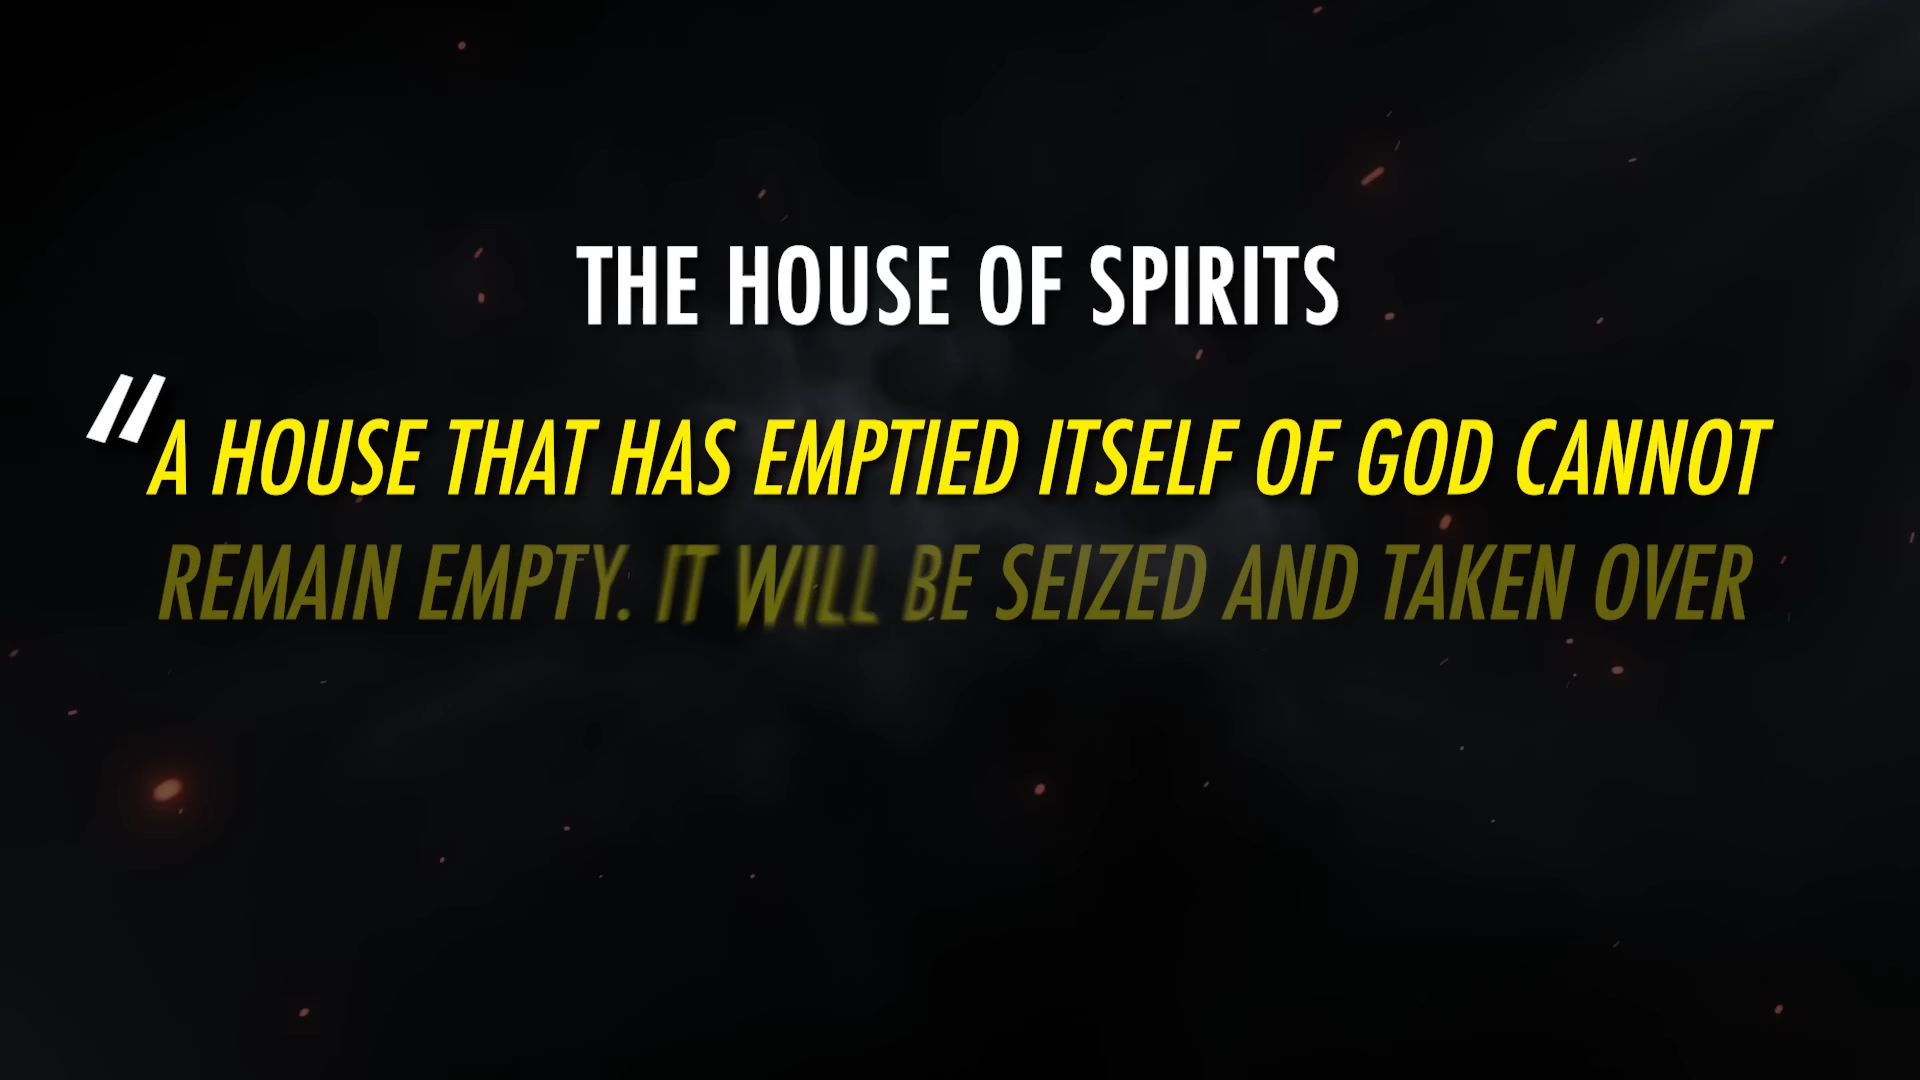 THE HOUSE OF SPIRITS
“A HOUSE THAT HAS EMPTIED ITSELF OF GOD CANNOT
REMAIN EMPTY. IT WILL BE SEIZED AND TAKEN OVER